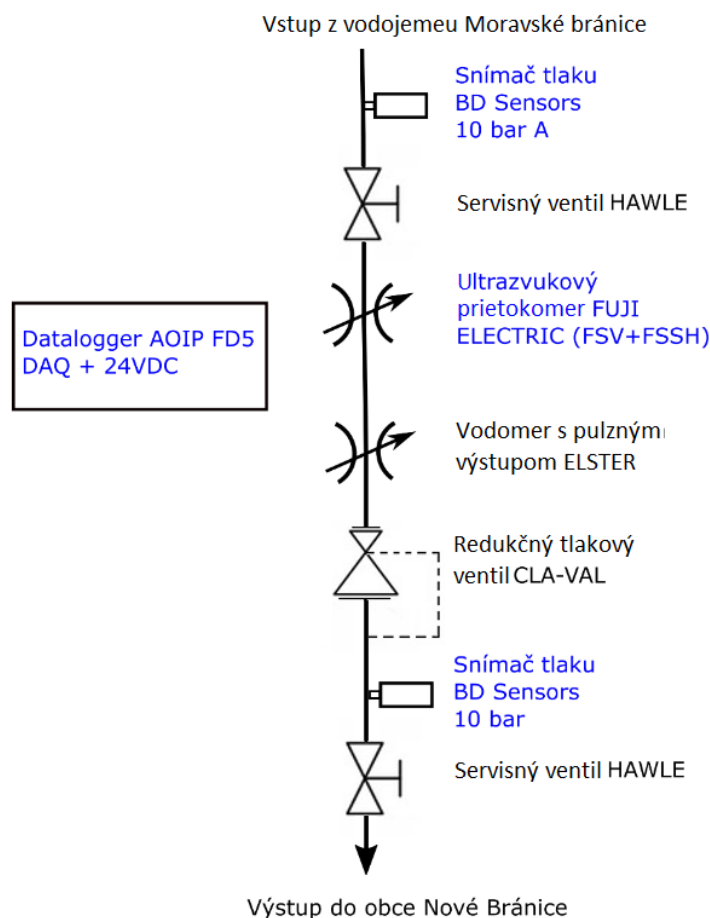 Vstup z vodojemeu Moravské bránice
Snímač tlaku
BD Sensors
10 bar A
Servisný ventil HAWLE
Ultrazvukový
prietokomer FUJI
ELECTRIC (FSV+FSSH)
Datalogger AOIP FD5
DAQ + 24VDC
Vodomer s pulzným
výstupom ELSTER
Redukčný tlakový
ventil CLA-VAL
Snímač tlaku
BD Sensors
10 bar
Servisný ventil HAWLE
Výstup do obce Nové Bránice